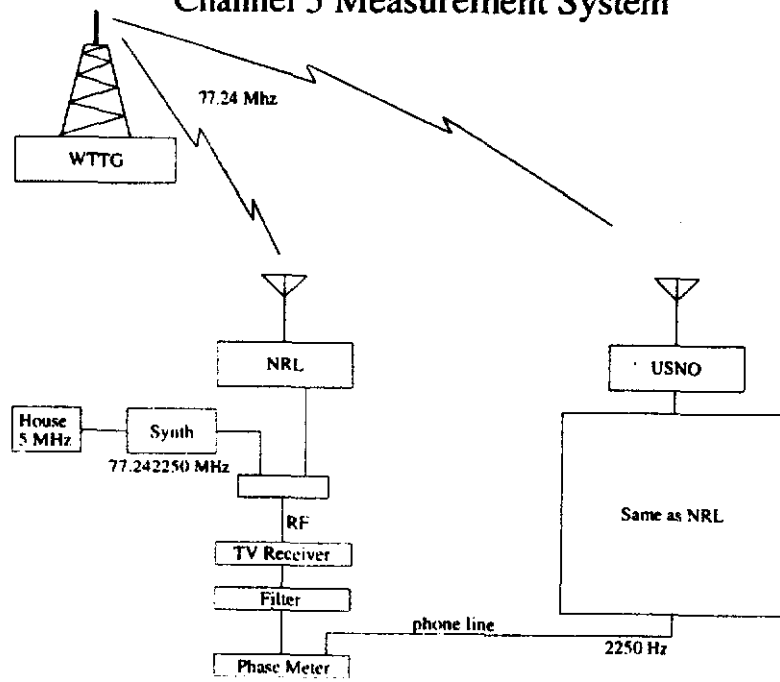 Channel 5 Measurement System
77.24 Mhz
WTTG
NRL
USNO
House
5 MHz
Synth
77.242250 MHz
RF
Same as NRL
TV Receiver
Filter
phone line
2250 Hz
Phase Meter